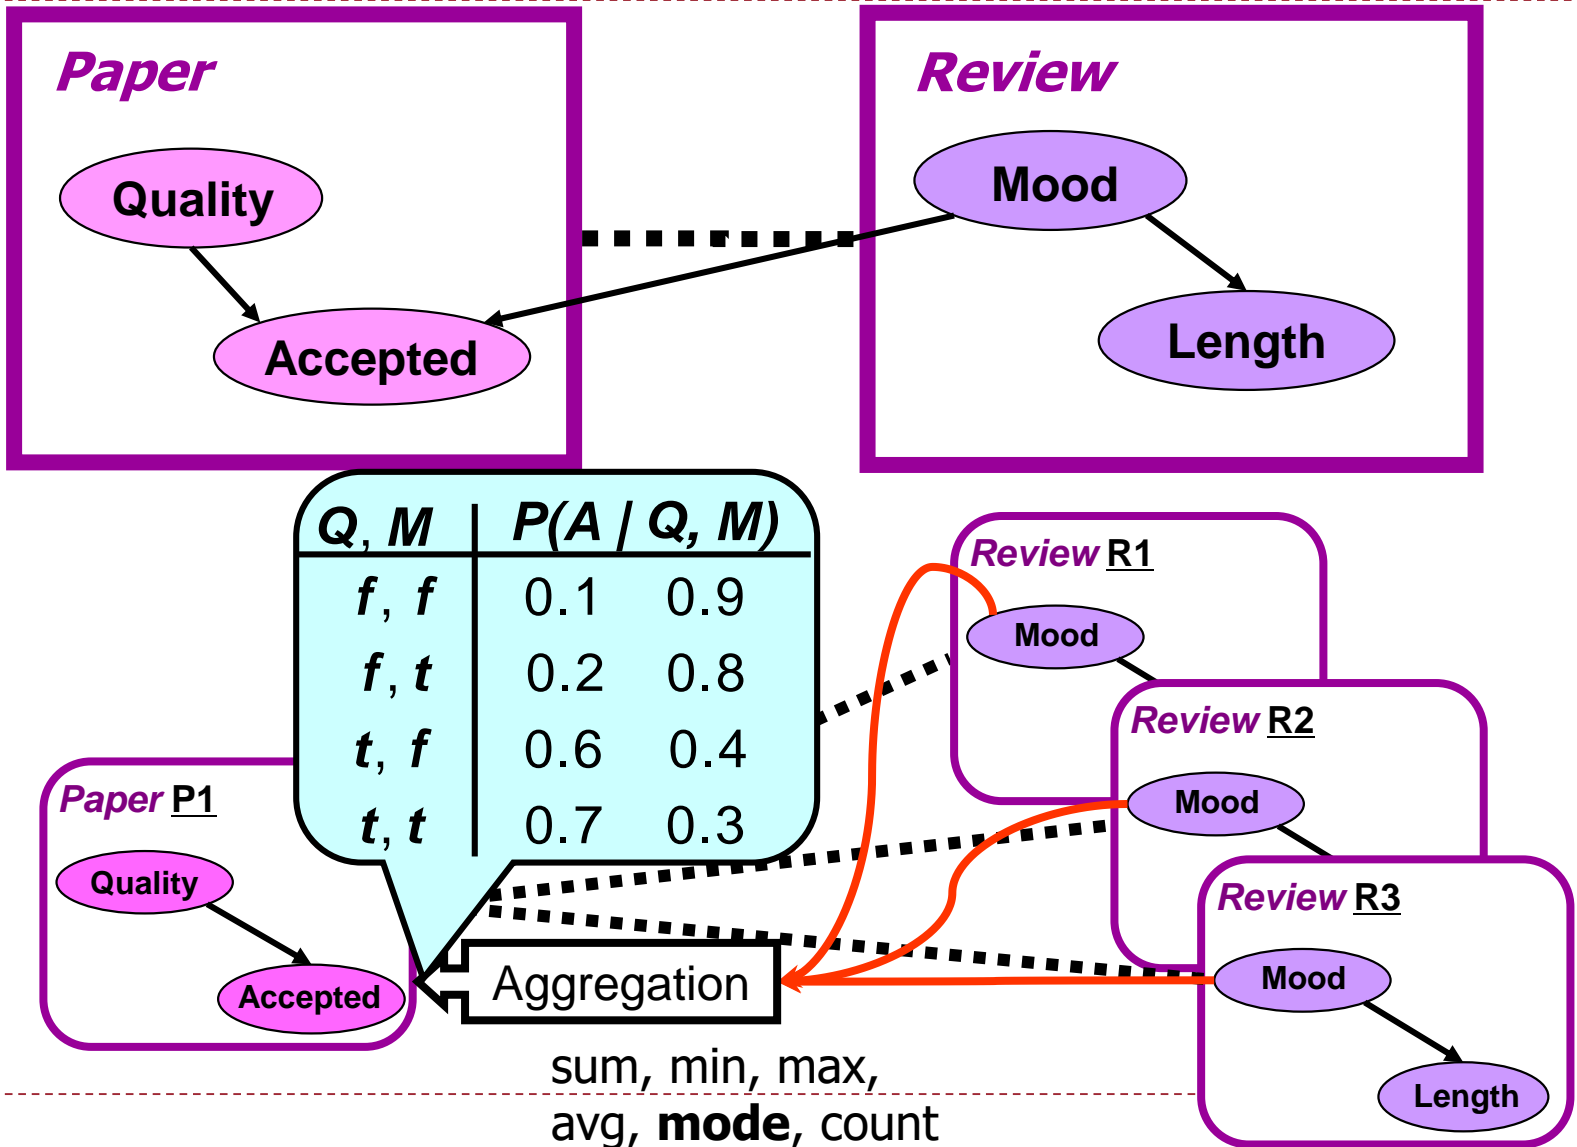 Paper
Quality
Accepted
Review
Mood
Length
Q, M P(A | Q, M)
f, f 0.1 0.9
f, t 0.2 0.8
t, f 0.6 0.4
t, t 0.7 0.3
Paper P1
Quality
Accepted
Aggregation
sum, min, max,
avg, mode, count
Review R1
Mood
Review R2
Mood
Review R3
Mood
Length